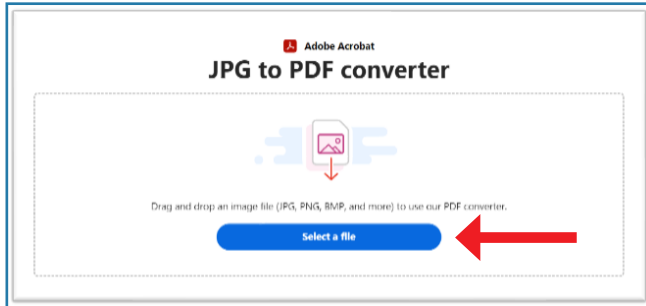 Adobe Acrobat
JPG to PDF converter
Drag and drop an image file (JPG, PNG, BMP, and more) to use our PDF converter.
Select a file